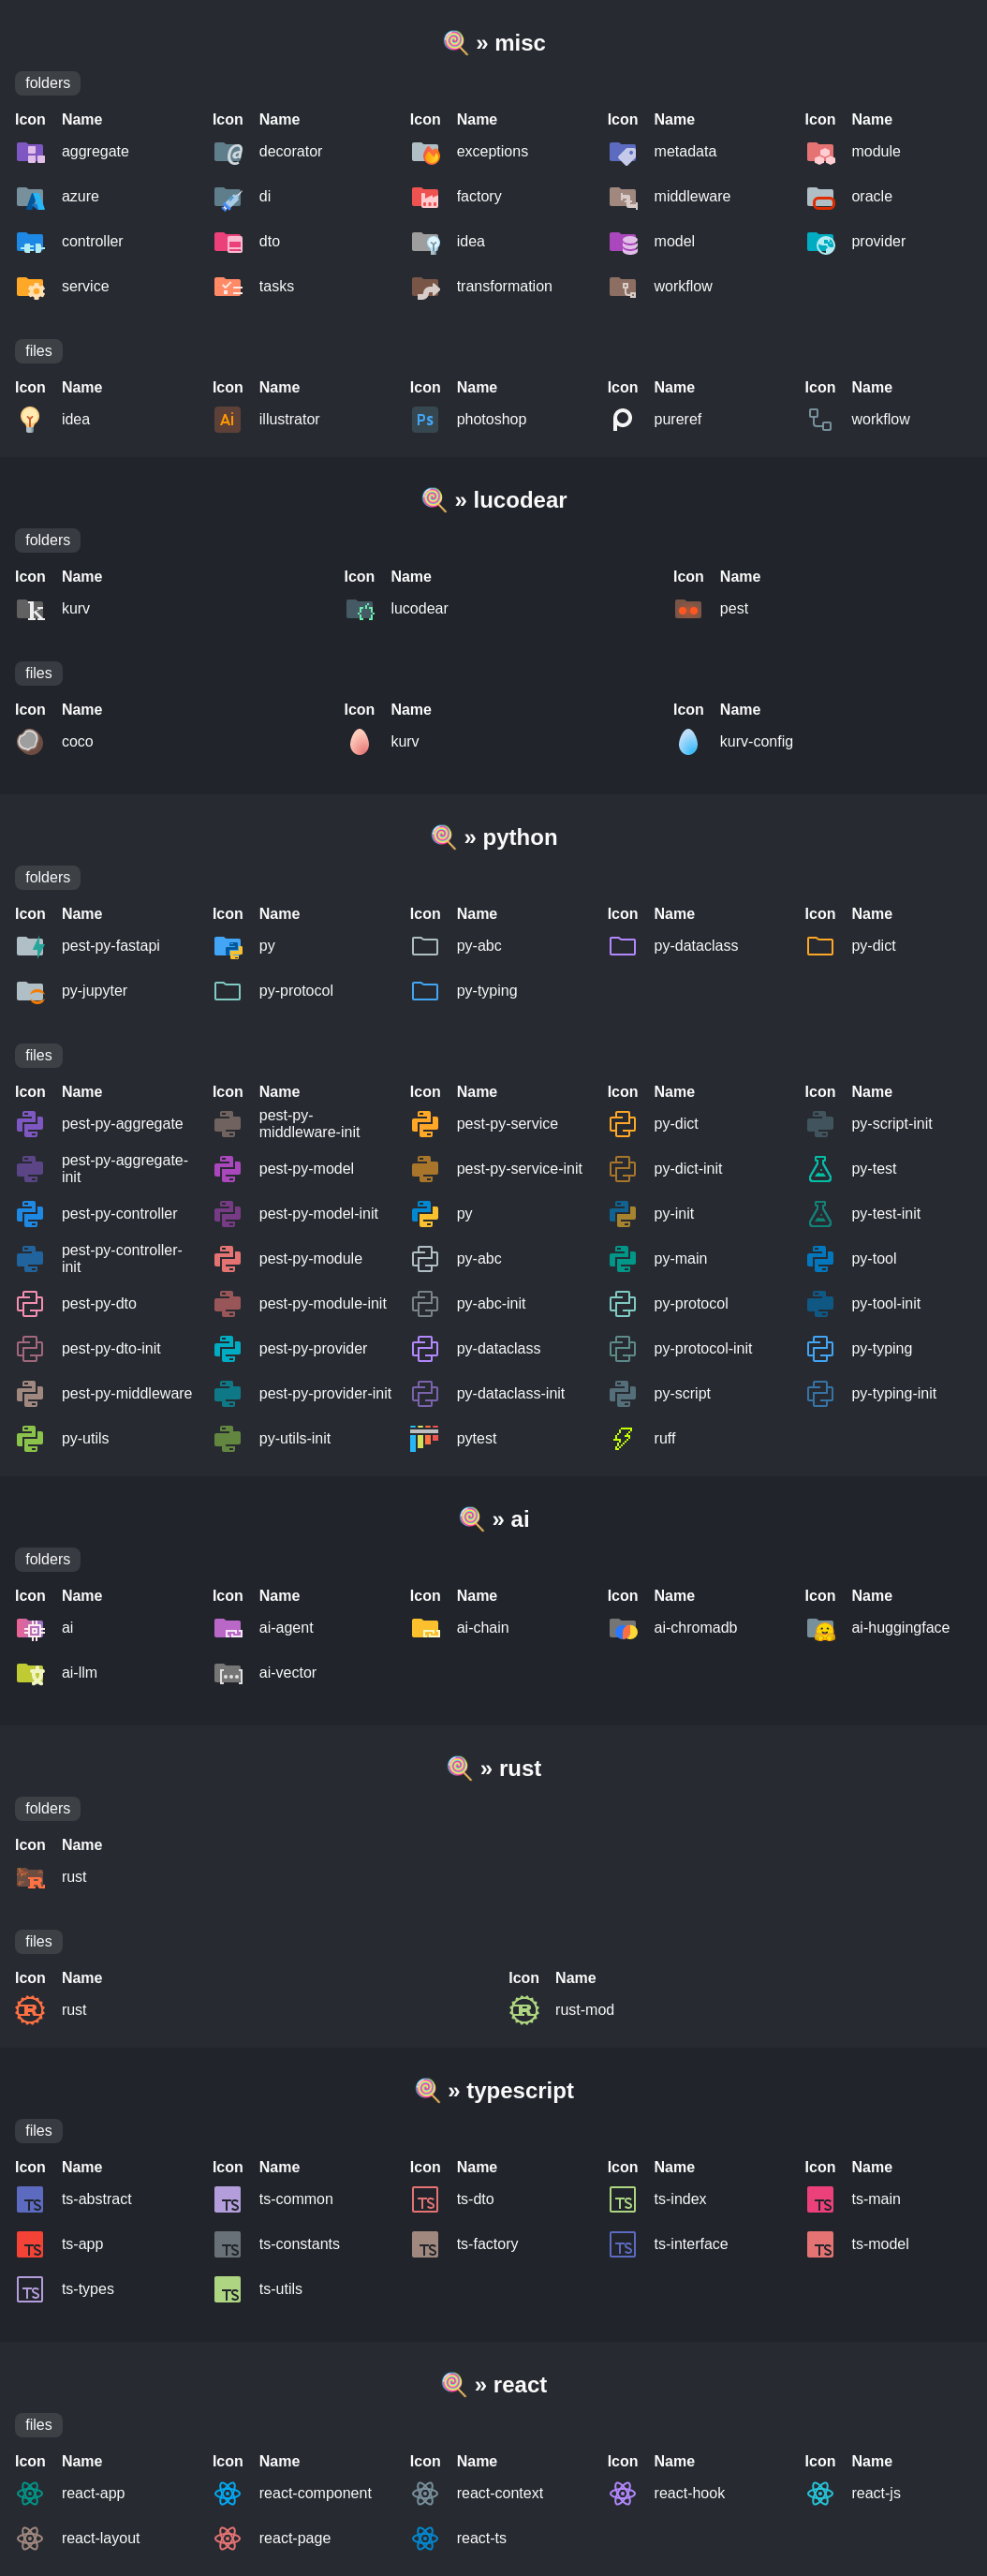 » misc
folders
Icon Name Icon Name Icon Name Icon Name Icon Name
aggregate decorator exceptions metadata module
azure di factory middleware oracle
controller dto idea model provider
service tasks transformation workflow
files
Icon Name Icon Name Icon Name Icon Name Icon Name
idea Ai illustrator Ps photoshop pureref workflow
» lucodear
folders
Icon Name Icon Name Icon Name
k kurv lucodear pest
files
Icon Name Icon Name Icon Name
coco kurv kurv-config
» python
folders
Icon Name Icon Name Icon Name Icon Name Icon Name
pest-py-fastapi py py-abc py-dataclass py-dict
py-jupyter py-protocol py-typing
files
Icon Name Icon Name Icon Name Icon Name Icon Name
pest-py-aggregate pest-py-middleware-init pest-py-service py-dict py-script-init
pest-py-aggregate-init pest-py-model pest-py-service-init py-dict-init py-test
pest-py-controller pest-py-model-init py py-init py-test-init
pest-py-controller-init pest-py-module py-abc py-main py-tool
pest-py-dto pest-py-module-init py-abc-init py-protocol py-tool-init
pest-py-dto-init pest-py-provider py-dataclass py-protocol-init py-typing
pest-py-middleware pest-py-provider-init py-dataclass-init py-script py-typing-init
py-utils py-utils-init pytest ruff
» ai
folders
Icon Name Icon Name Icon Name Icon Name Icon Name
ai ai-agent ai-chain ai-chromadb ai-huggingface
ai-llm ai-vector
» rust
folders
Icon Name
R rust
files
Icon Name Icon Name
R rust R rust-mod
» typescript
files
Icon Name Icon Name Icon Name Icon Name Icon Name
TS ts-abstract TS ts-common TS ts-dto TS ts-index TS ts-main
TS ts-app TS ts-constants TS ts-factory TS ts-interface TS ts-model
TS ts-types TS ts-utils
» react
files
Icon Name Icon Name Icon Name Icon Name Icon Name
react-app react-component react-context react-hook react-js
react-layout react-page react-ts